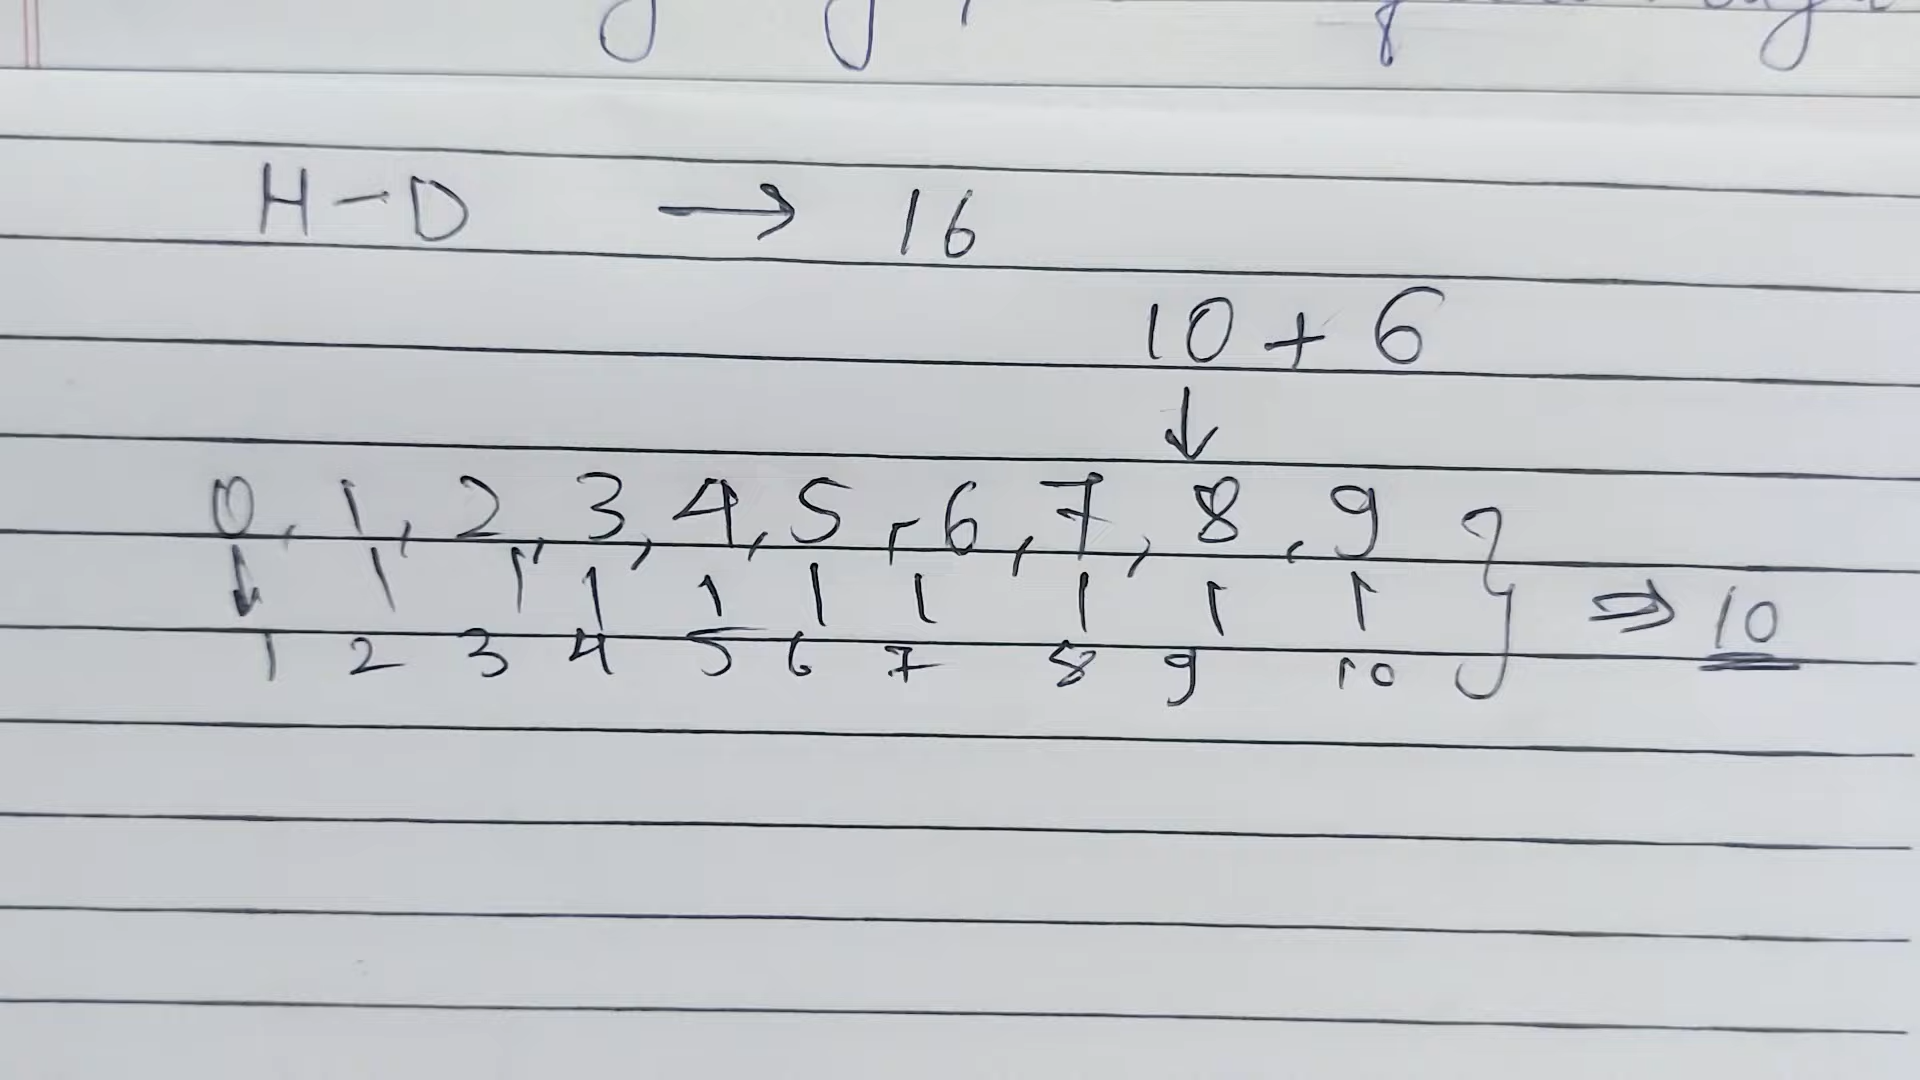 H-D → 16
10 + 6
↓
0, 1, 2, 3, 4, 5, 6, 7, 8, 9 } ⇒ 10
1 2 3 4 5 6 7 8 9 10